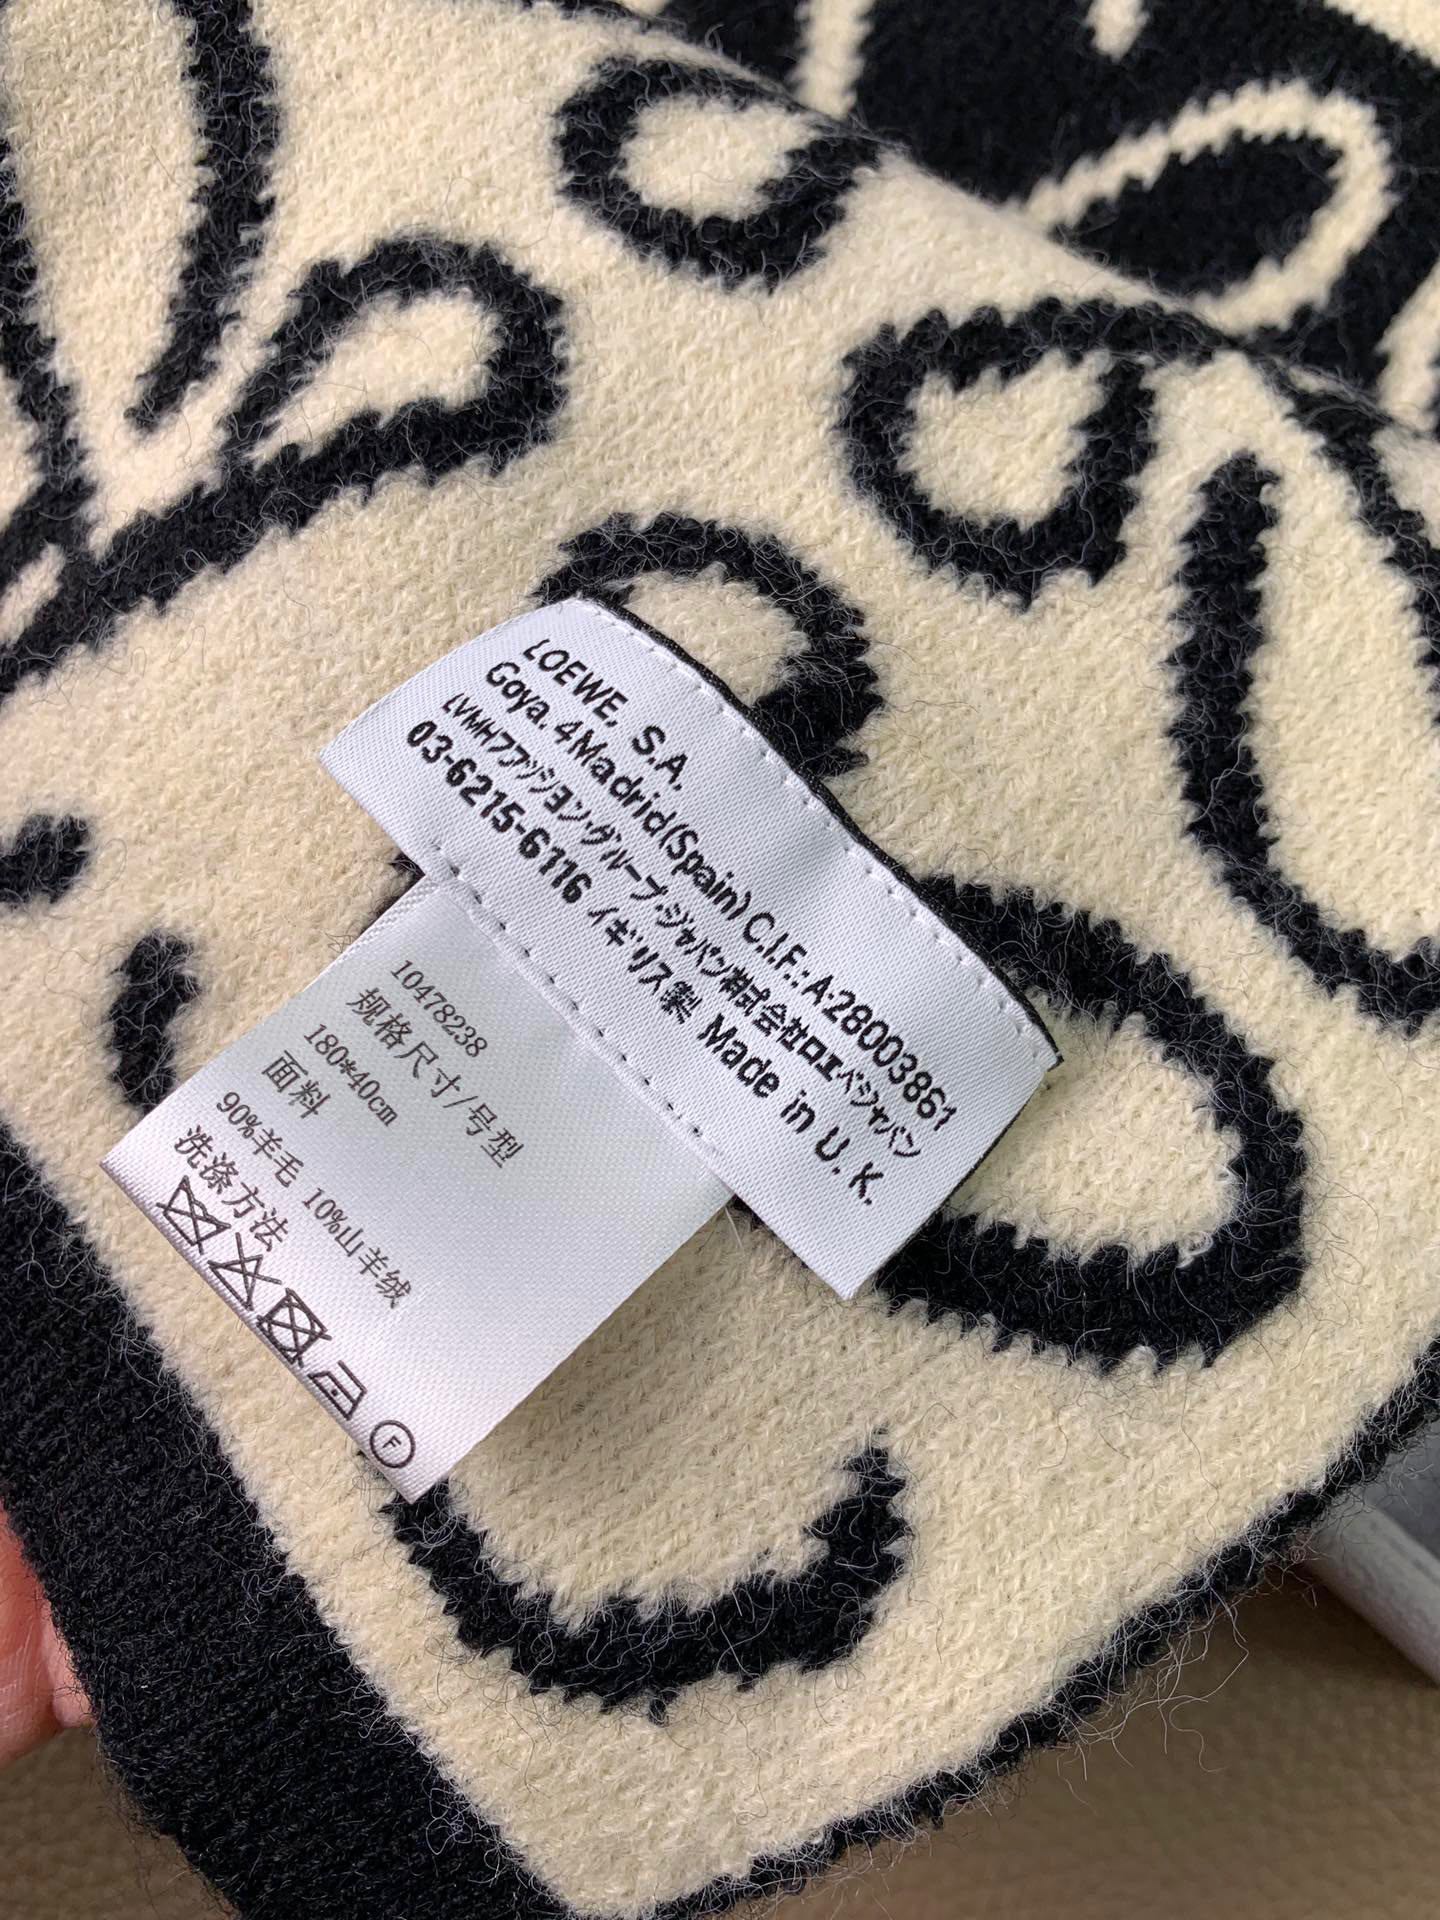 LOEWE, S.A.
Goya. 4 Madrid (Spain) C.I.F.: A-28003861
LVMHファッション・グループ・ジャパン株式会社ロエベジャパン
03-6215-6116 イギリス製 Made in U. K.
10478238
规格尺寸/号型
180*40cm
面料
90%羊毛 10%山羊绒
洗涤方法
F